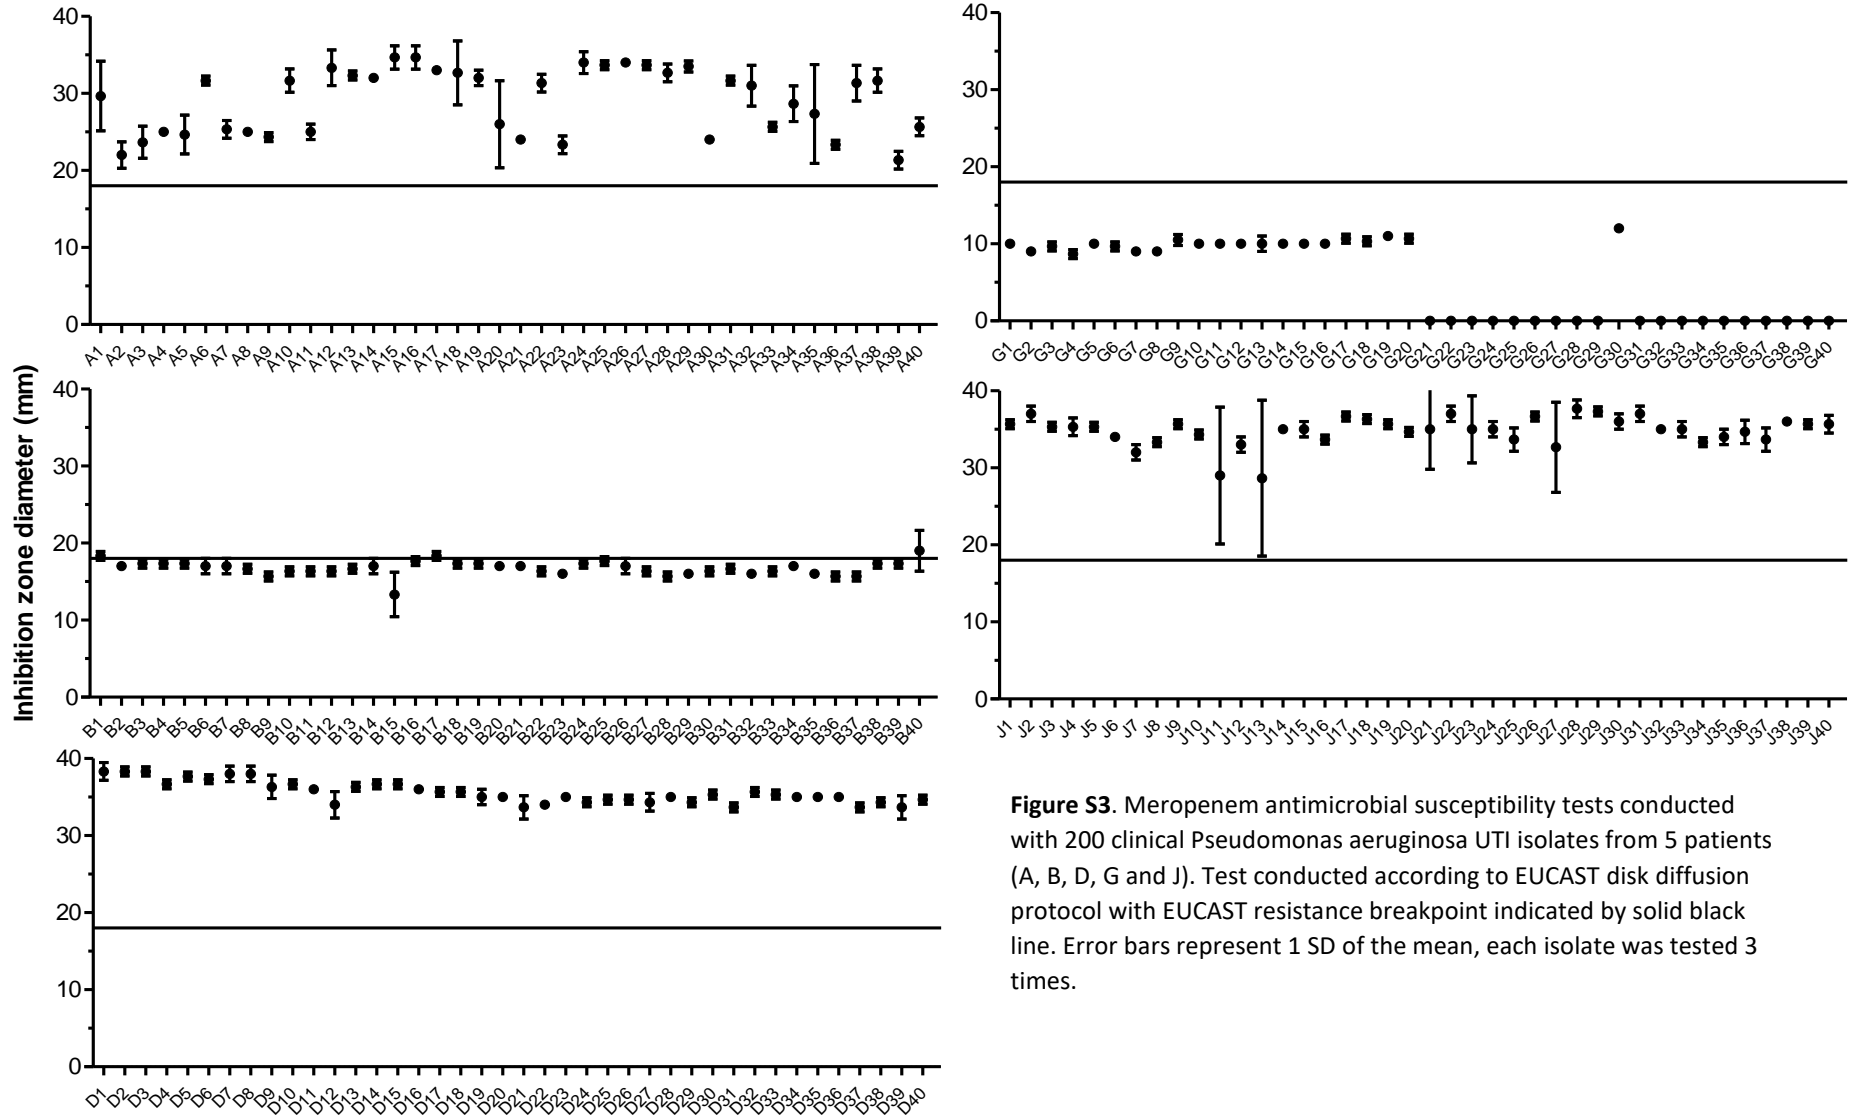 Inhibition zone diameter (mm)
40
30
20
10
0
A1 A2 A3 A4 A5 A6 A7 A8 A9 A10 A11 A12 A13 A14 A15 A16 A17 A18 A19 A20 A21 A22 A23 A24 A25 A26 A27 A28 A29 A30 A31 A32 A33 A34 A35 A36 A37 A38 A39 A40
40
30
20
10
0
G1 G2 G3 G4 G5 G6 G7 G8 G9 G10 G11 G12 G13 G14 G15 G16 G17 G18 G19 G20 G21 G22 G23 G24 G25 G26 G27 G28 G29 G30 G31 G32 G33 G34 G35 G36 G37 G38 G39 G40
40
30
20
10
0
B1 B2 B3 B4 B5 B6 B7 B8 B9 B10 B11 B12 B13 B14 B15 B16 B17 B18 B19 B20 B21 B22 B23 B24 B25 B26 B27 B28 B29 B30 B31 B32 B33 B34 B35 B36 B37 B38 B39 B40
40
30
20
10
0
J1 J2 J3 J4 J5 J6 J7 J8 J9 J10 J11 J12 J13 J14 J15 J16 J17 J18 J19 J20 J21 J22 J23 J24 J25 J26 J27 J28 J29 J30 J31 J32 J33 J34 J35 J36 J37 J38 J39 J40
40
30
20
10
0
D1 D2 D3 D4 D5 D6 D7 D8 D9 D10 D11 D12 D13 D14 D15 D16 D17 D18 D19 D20 D21 D22 D23 D24 D25 D26 D27 D28 D29 D30 D31 D32 D33 D34 D35 D36 D37 D38 D39 D40
Figure S3. Meropenem antimicrobial susceptibility tests conducted
with 200 clinical Pseudomonas aeruginosa UTI isolates from 5 patients
(A, B, D, G and J). Test conducted according to EUCAST disk diffusion
protocol with EUCAST resistance breakpoint indicated by solid black
line. Error bars represent 1 SD of the mean, each isolate was tested 3
times.